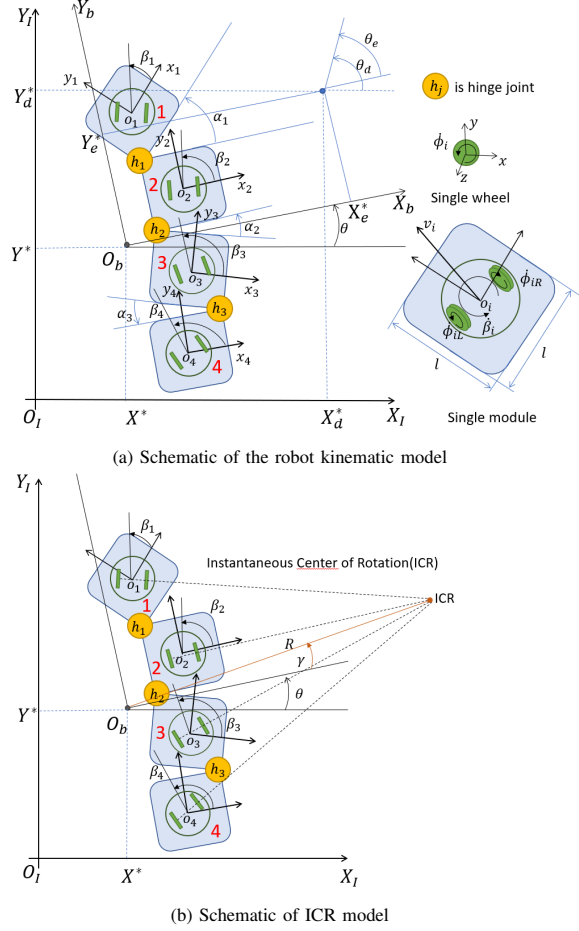 Y_I
Y_b
β_1
x_1
y_1
θ_e
θ_d
Y_d^*
o_1
1
Y_e^*
α_1
h_j is hinge joint
y_2
h_1
β_2
2
o_2
x_2
ϕ̇_i
y
x
z
Single wheel
X_e^*
X_b
y_3
h_2
α_2
θ
Y^*
O_b
3
β_3
o_3
x_3
y_4
v_i
ϕ̇_iR
o_i
ϕ̇_iL
β̇_i
α_3
β_4
h_3
o_4
x_4
4
l
l
O_I
X^*
X_d^*
X_I
Single module
(a) Schematic of the robot kinematic model
Y_I
β_1
Instantaneous Center of Rotation(ICR)
o_1
1
ICR
h_1
β_2
2
o_2
R
γ
h_2
θ
Y^*
O_b
3
β_3
o_3
β_4
h_3
o_4
4
O_I
X^*
X_I
(b) Schematic of ICR model